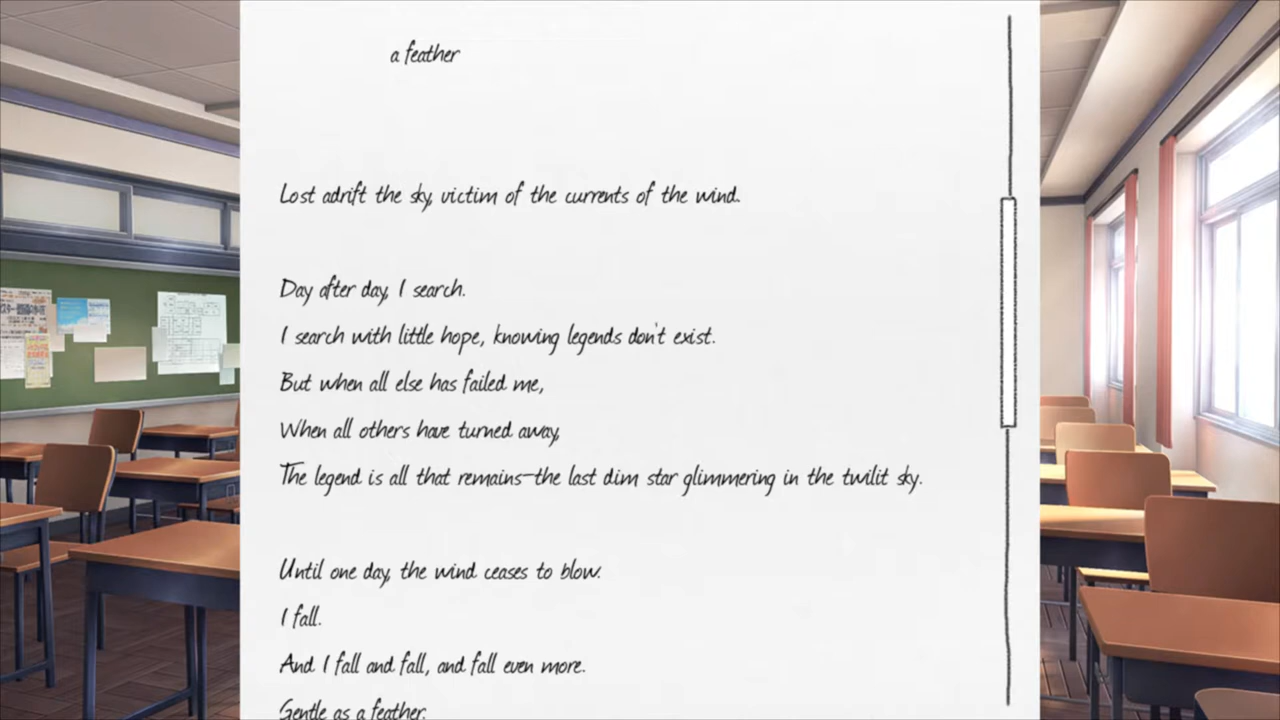 a feather
Lost adrift the sky, victim of the currents of the wind.
Day after day, I search.
I search with little hope, knowing legends don't exist.
But when all else has failed me,
When all others have turned away,
The legend is all that remains—the last dim star glimmering in the twilit sky.
Until one day, the wind ceases to blow.
I fall.
And I fall and fall, and fall even more.
Gentle as a feather.